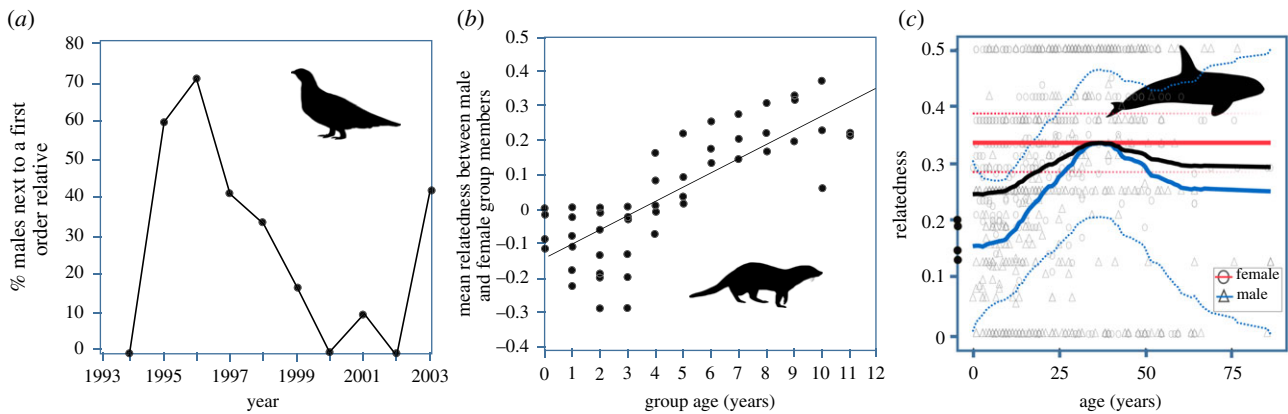 (a)
80
70
60
50
40
30
20
10
0
% males next to a first
order relative
1993 1995 1997 1999 2001 2003
year
(b)
0.5
0.4
0.3
0.2
0.1
0
−0.1
−0.2
−0.3
−0.4
mean relatedness between male
and female group members
0 1 2 3 4 5 6 7 8 9 10 11 12
group age (years)
(c)
0.5
0.4
0.3
0.2
0.1
0
relatedness
female
male
0 25 50 75
age (years)